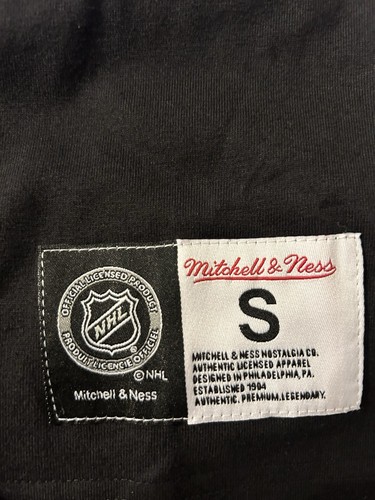 OFFICIAL LICENSED PRODUCT
NHL
PRODUIT LICENCIÉ OFFICIEL
© NHL
Mitchell & Ness
Mitchell & Ness
S
MITCHELL & NESS NOSTALGIA CO.
AUTHENTIC LICENSED APPAREL
DESIGNED IN PHILADELPHIA, PA.
ESTABLISHED 1904
AUTHENTIC. PREMIUM. LEGENDARY.